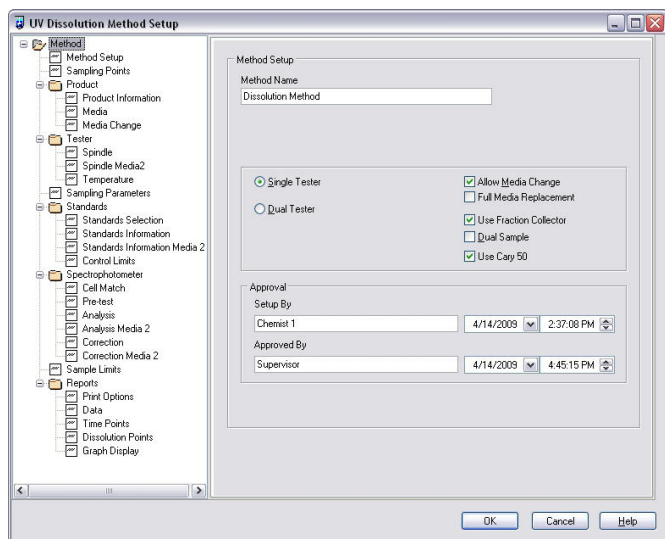 UV Dissolution Method Setup
Method
Method Setup
Sampling Points
Product
Product Information
Media
Media Change
Tester
Spindle
Spindle Media2
Temperature
Sampling Parameters
Standards
Standards Selection
Standards Information
Standards Information Media 2
Control Limits
Spectrophotometer
Cell Match
Pre-test
Analysis
Analysis Media 2
Correction
Correction Media 2
Sample Limits
Reports
Print Options
Data
Time Points
Dissolution Points
Graph Display
Method Setup
Method Name
Dissolution Method
Single Tester
Dual Tester
Allow Media Change
Full Media Replacement
Use Fraction Collector
Dual Sample
Use Cary 50
Approval
Setup By
Chemist 1 4/14/2009 2:37:08 PM
Approved By
Supervisor 4/14/2009 4:45:15 PM
OK Cancel Help